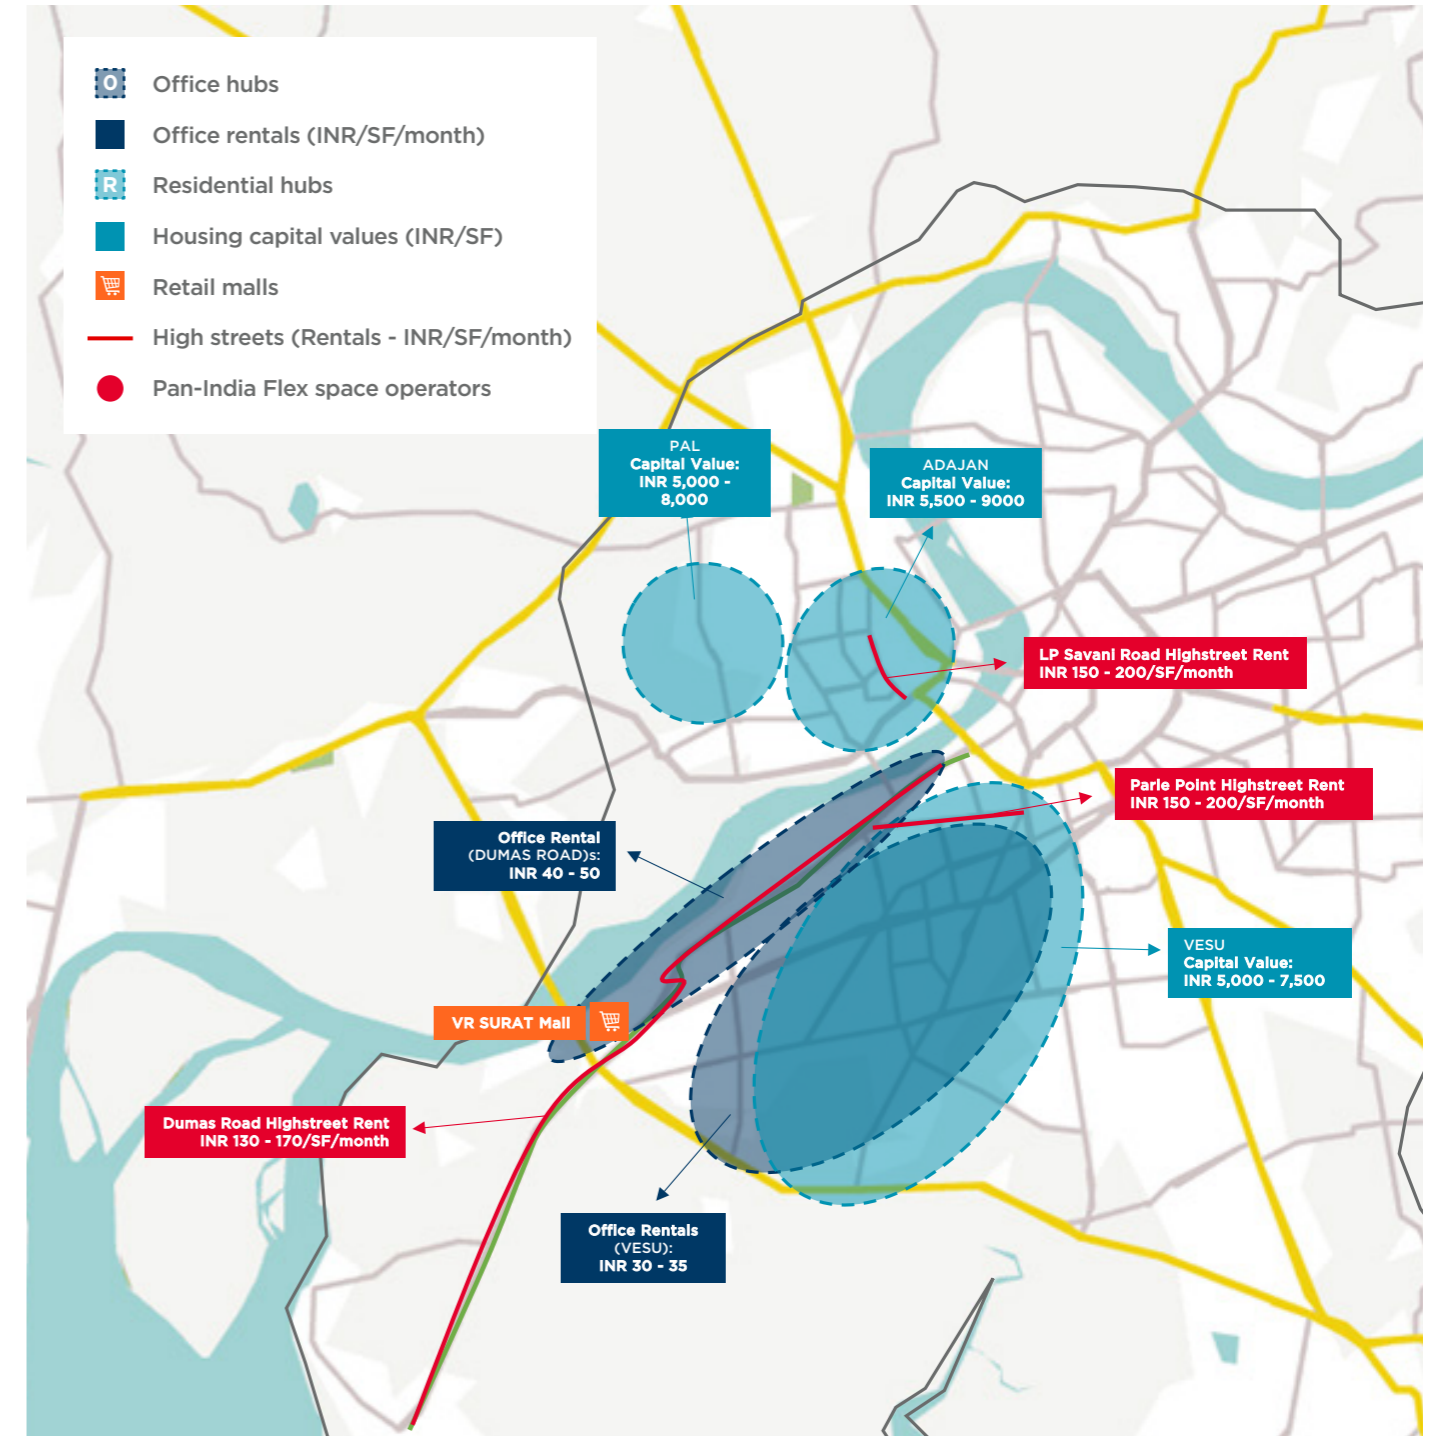 O Office hubs
Office rentals (INR/SF/month)
R Residential hubs
Housing capital values (INR/SF)
Retail malls
High streets (Rentals - INR/SF/month)
Pan-India Flex space operators
PAL
Capital Value:
INR 5,000 -
8,000
ADAJAN
Capital Value:
INR 5,500 - 9000
LP Savani Road Highstreet Rent
INR 150 - 200/SF/month
Parle Point Highstreet Rent
INR 150 - 200/SF/month
Office Rental
(DUMAS ROAD)s:
INR 40 - 50
VESU
Capital Value:
INR 5,000 - 7,500
VR SURAT Mall
Dumas Road Highstreet Rent
INR 130 - 170/SF/month
Office Rentals
(VESU):
INR 30 - 35